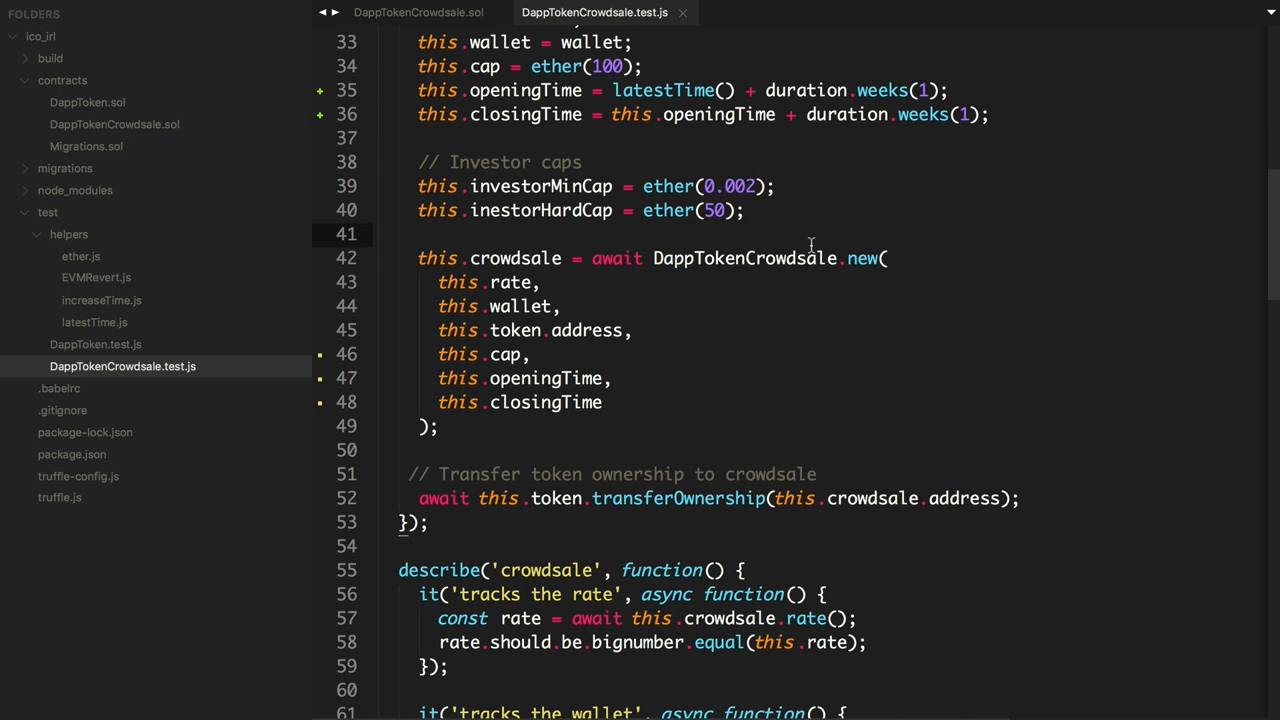 FOLDERS
ico_irl
build
contracts
DappToken.sol
DappTokenCrowdsale.sol
Migrations.sol
migrations
node_modules
test
helpers
ether.js
EVMRevert.js
increaseTime.js
latestTime.js
DappToken.test.js
DappTokenCrowdsale.test.js
.babelrc
.gitignore
package-lock.json
package.json
truffle-config.js
truffle.js
DappTokenCrowdsale.sol DappTokenCrowdsale.test.js
33 this.wallet = wallet;
34 this.cap = ether(100);
35 this.openingTime = latestTime() + duration.weeks(1);
36 this.closingTime = this.openingTime + duration.weeks(1);
37
38 // Investor caps
39 this.investorMinCap = ether(0.002);
40 this.inestorHardCap = ether(50);
41
42 this.crowdsale = await DappTokenCrowdsale.new(
43 this.rate,
44 this.wallet,
45 this.token.address,
46 this.cap,
47 this.openingTime,
48 this.closingTime
49 );
50
51 // Transfer token ownership to crowdsale
52 await this.token.transferOwnership(this.crowdsale.address);
53 });
54
55 describe('crowdsale', function() {
56 it('tracks the rate', async function() {
57 const rate = await this.crowdsale.rate();
58 rate.should.be.bignumber.equal(this.rate);
59 });
60
61 it('tracks the wallet', async function() {